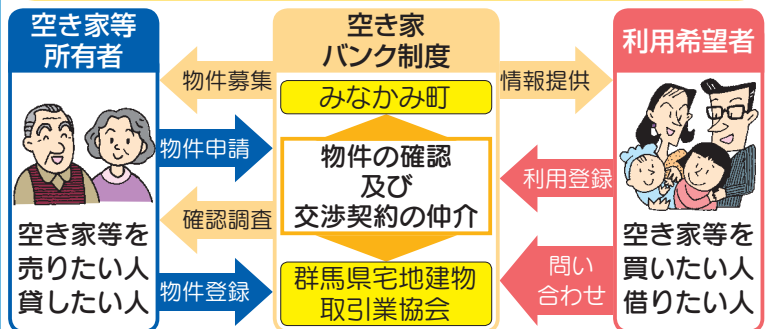 空き家等
所有者
空き家等を
売りたい人
貸したい人
物件募集
物件申請
確認調査
物件登録
空き家
バンク制度
みなかみ町
物件の確認
及び
交渉契約の仲介
群馬県宅地建物
取引業協会
情報提供
利用登録
問い
合わせ
利用希望者
空き家等を
買いたい人
借りたい人